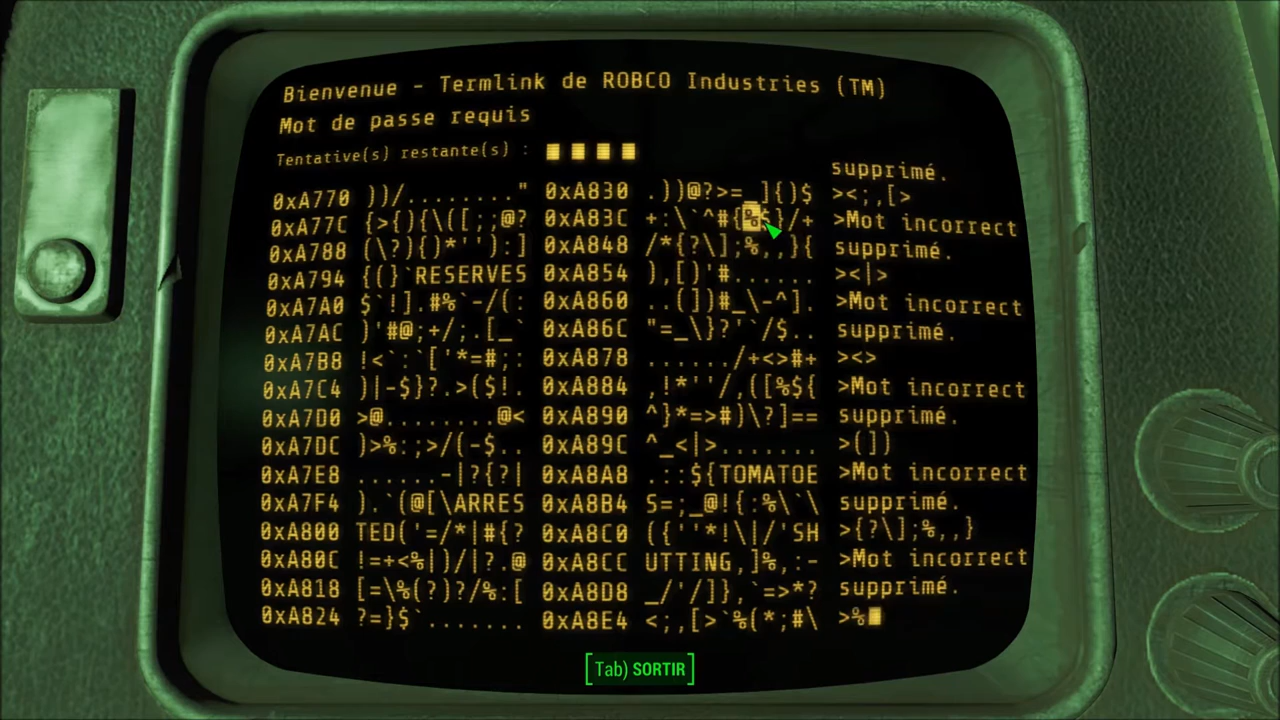 Bienvenue - Termlink de ROBCO Industries (TM)
Mot de passe requis
Tentative(s) restante(s) :
0xA770 ))/........"
0xA77C {>{){\([;;@?
0xA788 (\?){)*''):]
0xA794 {(}`RESERVES
0xA7A0 $`!].#%`-/(:
0xA7AC )'#@;+/;.[_`
0xA7B8 !<`:`['*=#;:
0xA7C4 )|-$}?.>($!.
0xA7D0 >@........@<
0xA7DC )>%:;>/(-$..
0xA7E8 ......-|?{?|
0xA7F4 ).`(@[\ARRES
0xA800 TED('=/*|#{?
0xA80C !=+<%|)/|?.@
0xA818 [=\%(?)?/%:[
0xA824 ?=}$`.......
0xA830 .))@?>=_]{)$
0xA83C +:\`^#{%$}/+
0xA848 /*{?\];%,,}{
0xA854 ),[)'#......
0xA860 ..(])#_\-^].
0xA86C "=_\}?'`/$..
0xA878 ....../+<>#+
0xA884 ,!*''/,([%${
0xA890 ^}*=>#)\?]==
0xA89C ^_<|>.......
0xA8A8 .::${TOMATOE
0xA8B4 S=;_@!{:%\`\
0xA8C0 ({''*!\|/'SH
0xA8CC UTTING,]%,:-
0xA8D8 _/'/]},`=>*?
0xA8E4 <;,[>`%(*;#\
supprimé.
><;,[>
>Mot incorrect
supprimé.
><|>
>Mot incorrect
supprimé.
><>
>Mot incorrect
supprimé.
>(])
>Mot incorrect
supprimé.
>{?\];%,,}
>Mot incorrect
supprimé.
>%
Tab) SORTIR